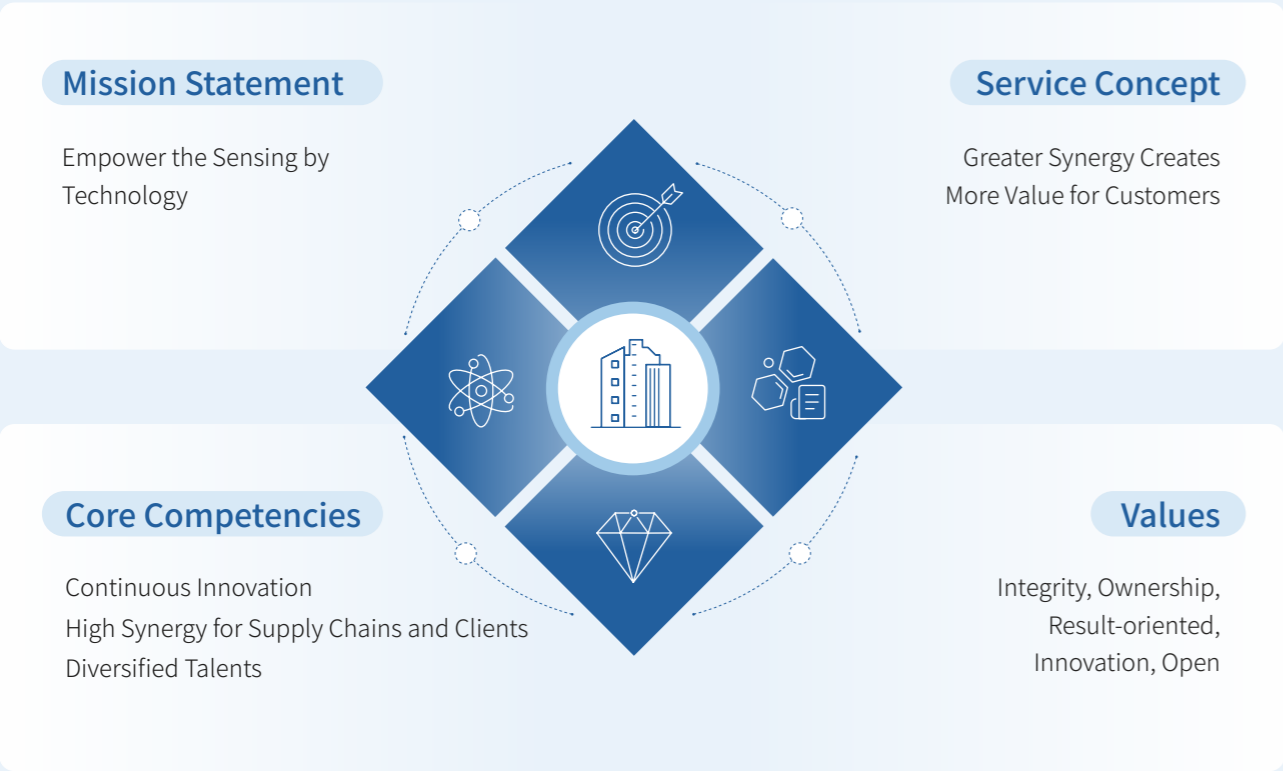 Mission Statement
Empower the Sensing by
Technology
Service Concept
Greater Synergy Creates
More Value for Customers
Core Competencies
Continuous Innovation
High Synergy for Supply Chains and Clients
Diversified Talents
Values
Integrity, Ownership,
Result-oriented,
Innovation, Open